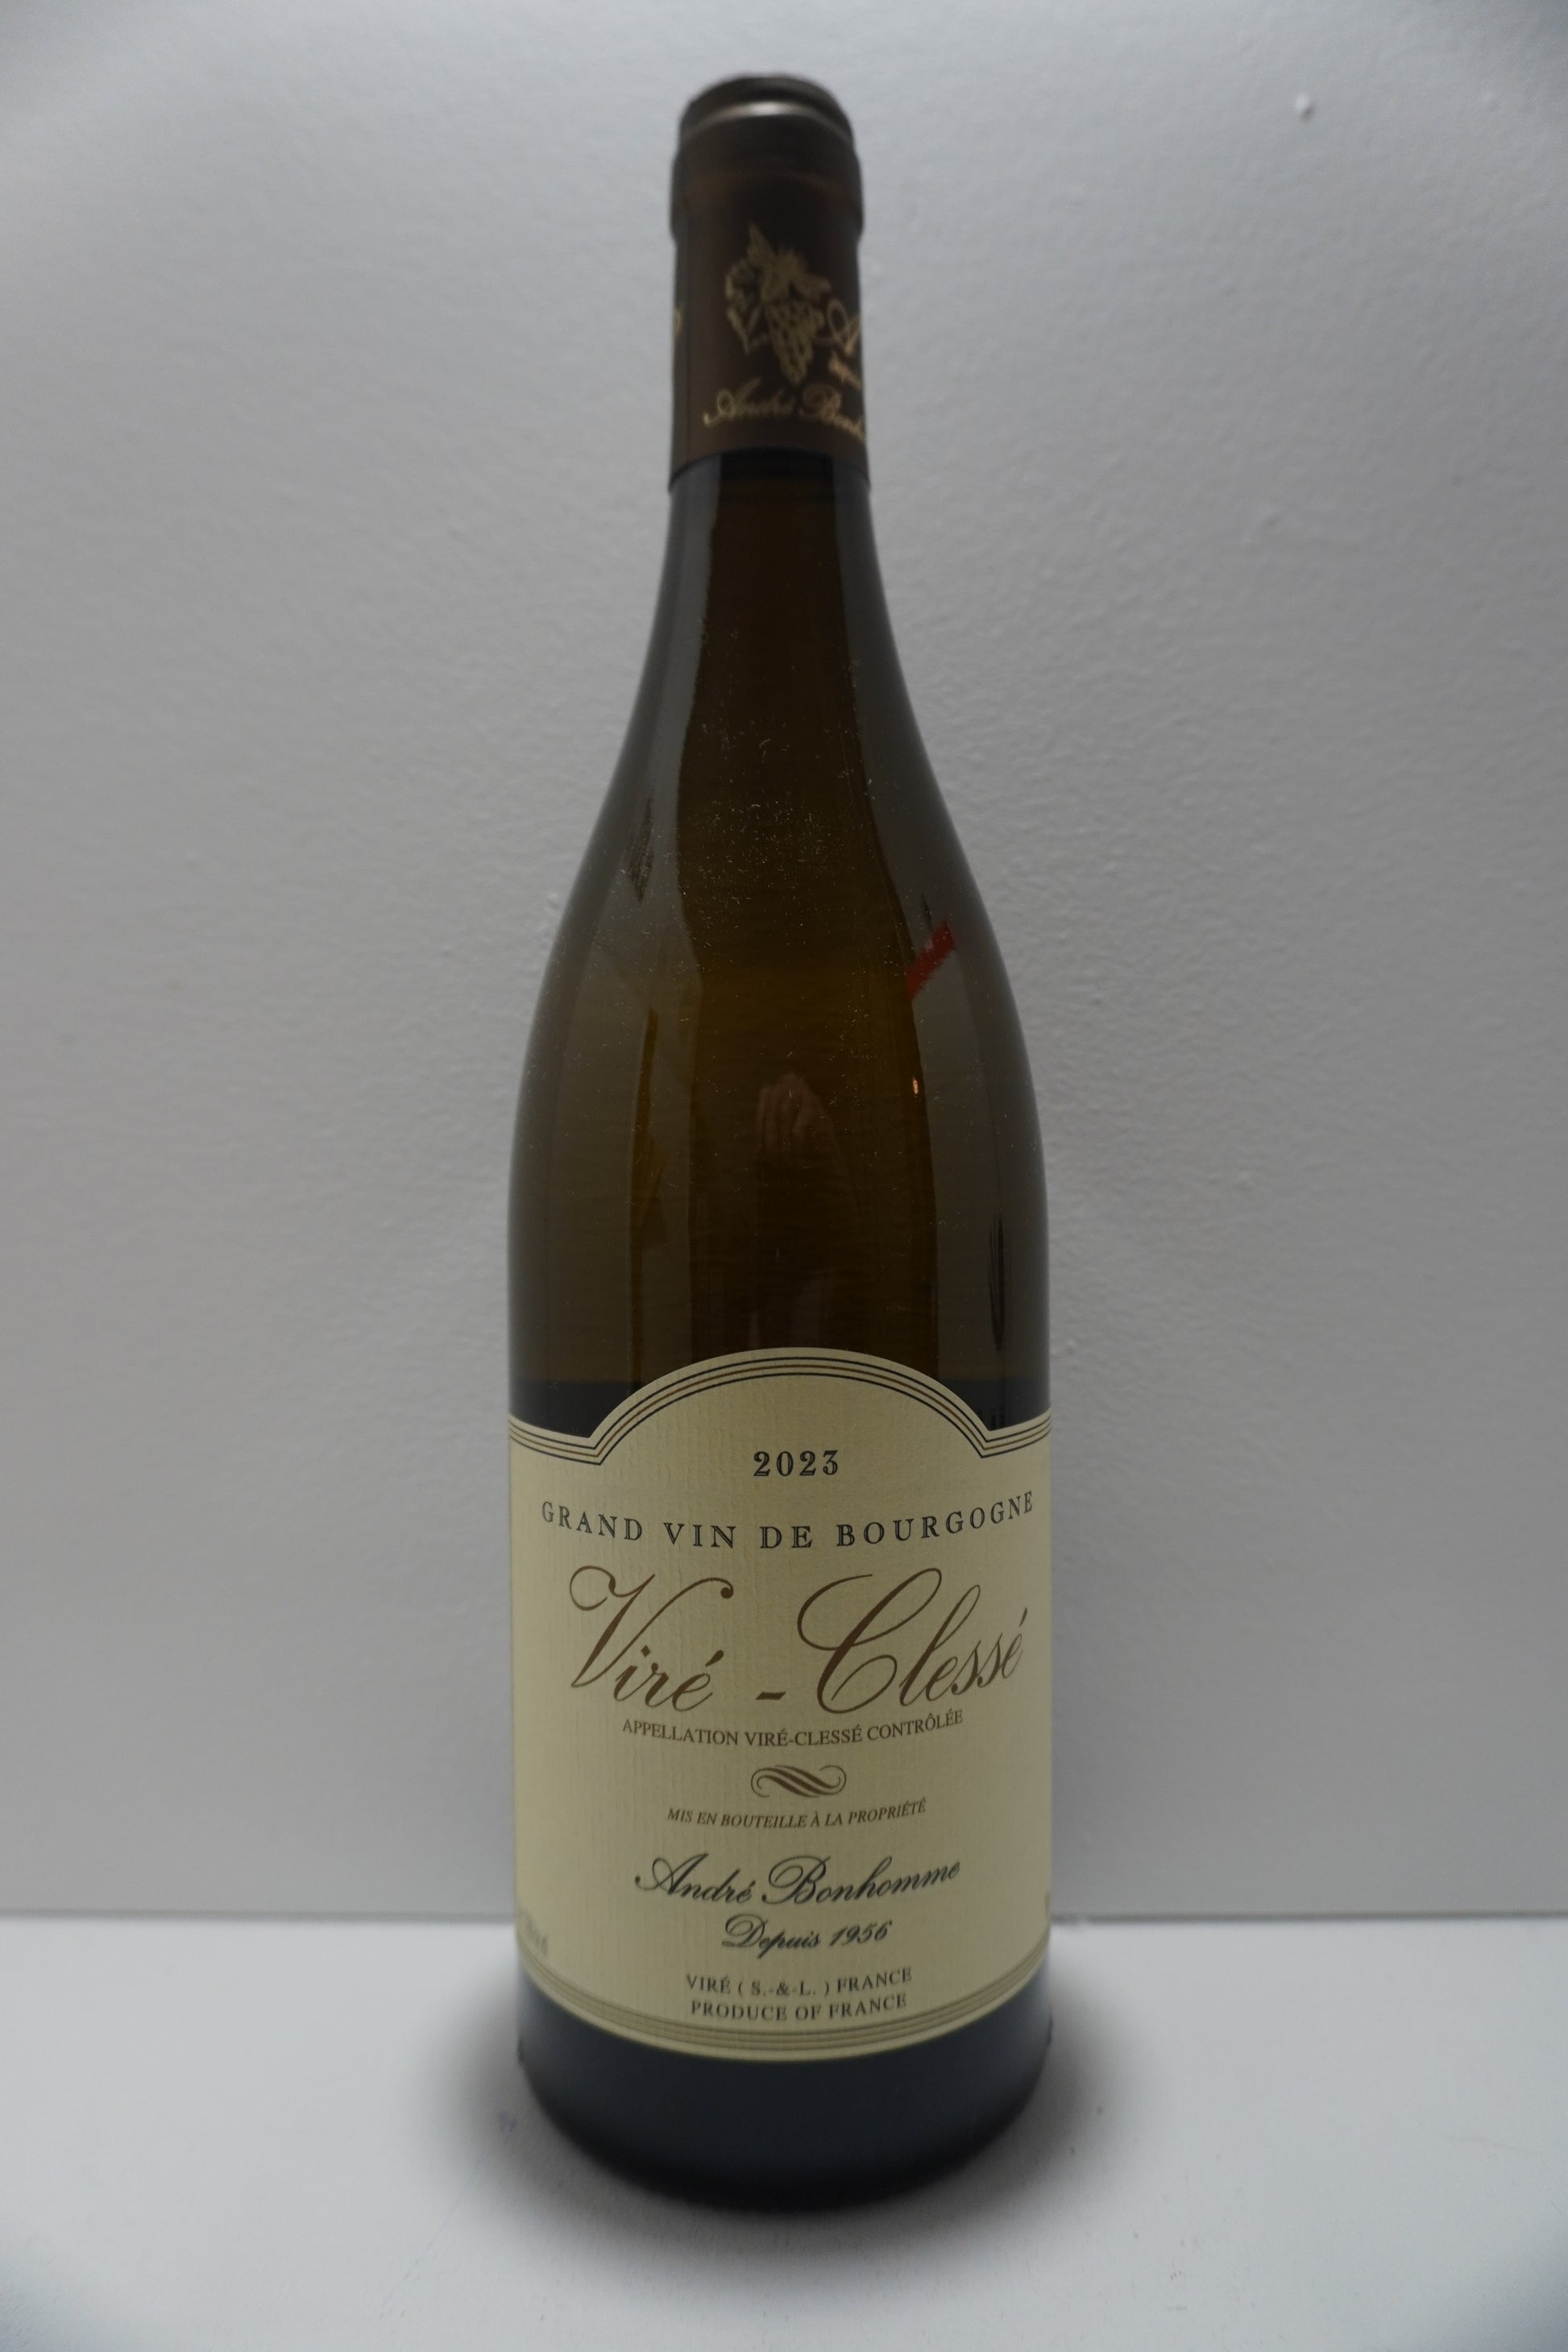 André
2023
GRAND VIN DE BOURGOGNE
Viré - Clessé
APPELLATION VIRÉ-CLESSÉ CONTRÔLÉE
MIS EN BOUTEILLE À LA PROPRIÉTÉ
André Bonhomme
Depuis 1956
VIRÉ ( S.-&-L. ) FRANCE
PRODUCE OF FRANCE